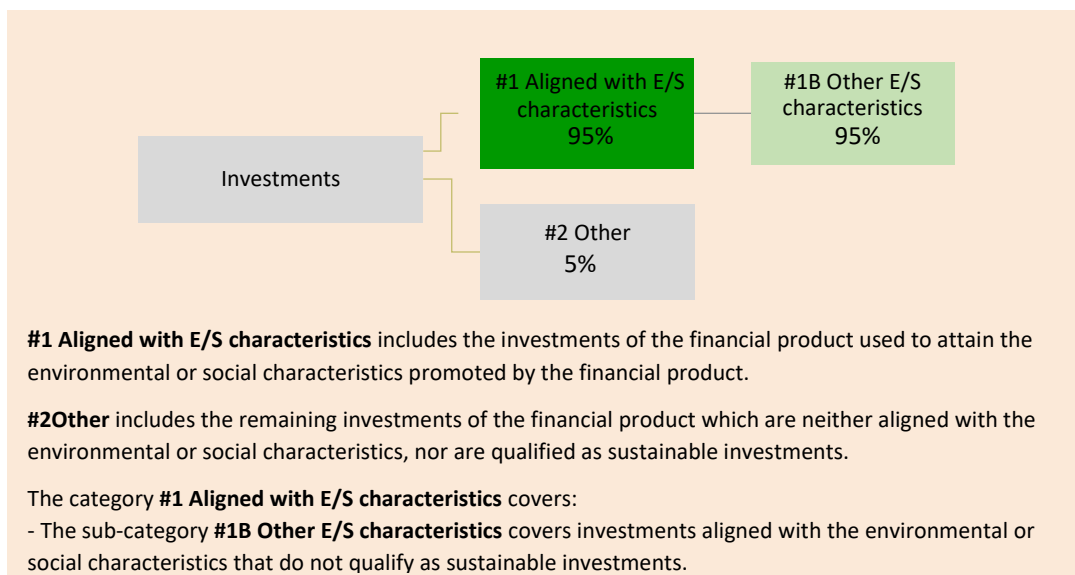 #1 Aligned with E/S
characteristics
95%
#1B Other E/S
characteristics
95%
Investments
#2 Other
5%
#1 Aligned with E/S characteristics includes the investments of the financial product used to attain the
environmental or social characteristics promoted by the financial product.
#2Other includes the remaining investments of the financial product which are neither aligned with the
environmental or social characteristics, nor are qualified as sustainable investments.
The category #1 Aligned with E/S characteristics covers:
- The sub-category #1B Other E/S characteristics covers investments aligned with the environmental or
social characteristics that do not qualify as sustainable investments.